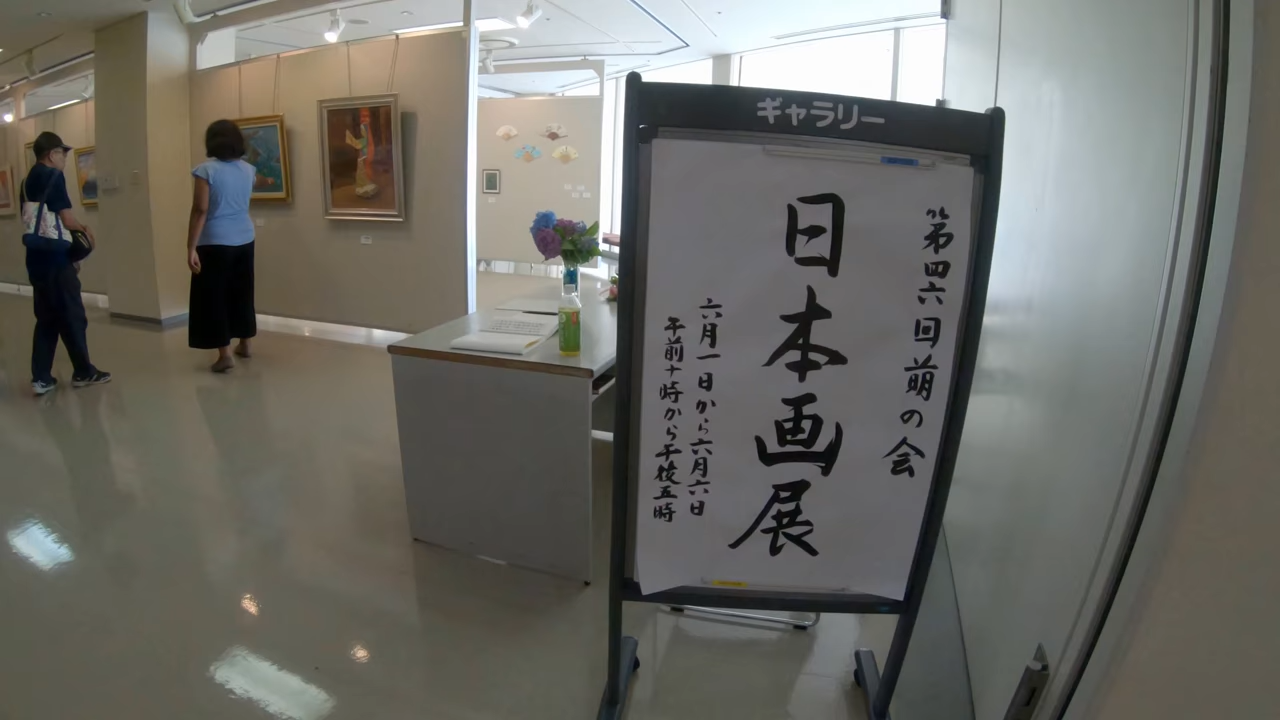 ギャラリー
第四六回萌の会
日本画展
六月一日から六月六日
午前十時から午後五時